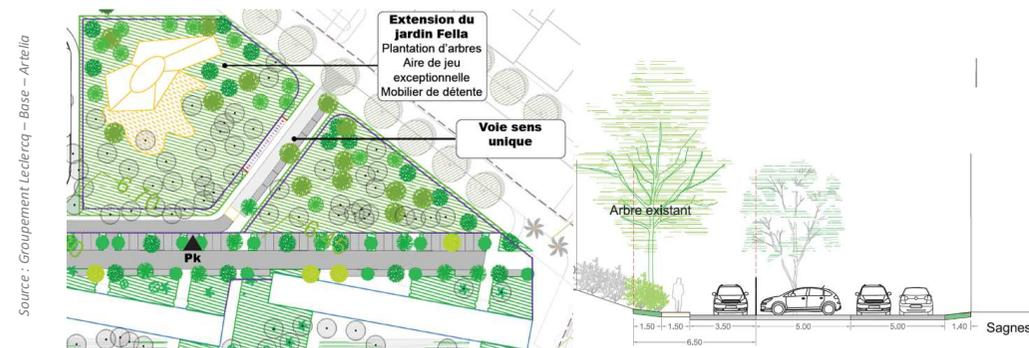 Source : Groupement Leclercq – Base – Artelia
Extension du
jardin Fella
Plantation d'arbres
Aire de jeu
exceptionnelle
Mobilier de détente
Voie sens
unique
Pk
Arbre existant
1.50
1.50
3.50
5.00
5.00
1.40
Sagnes
6.50